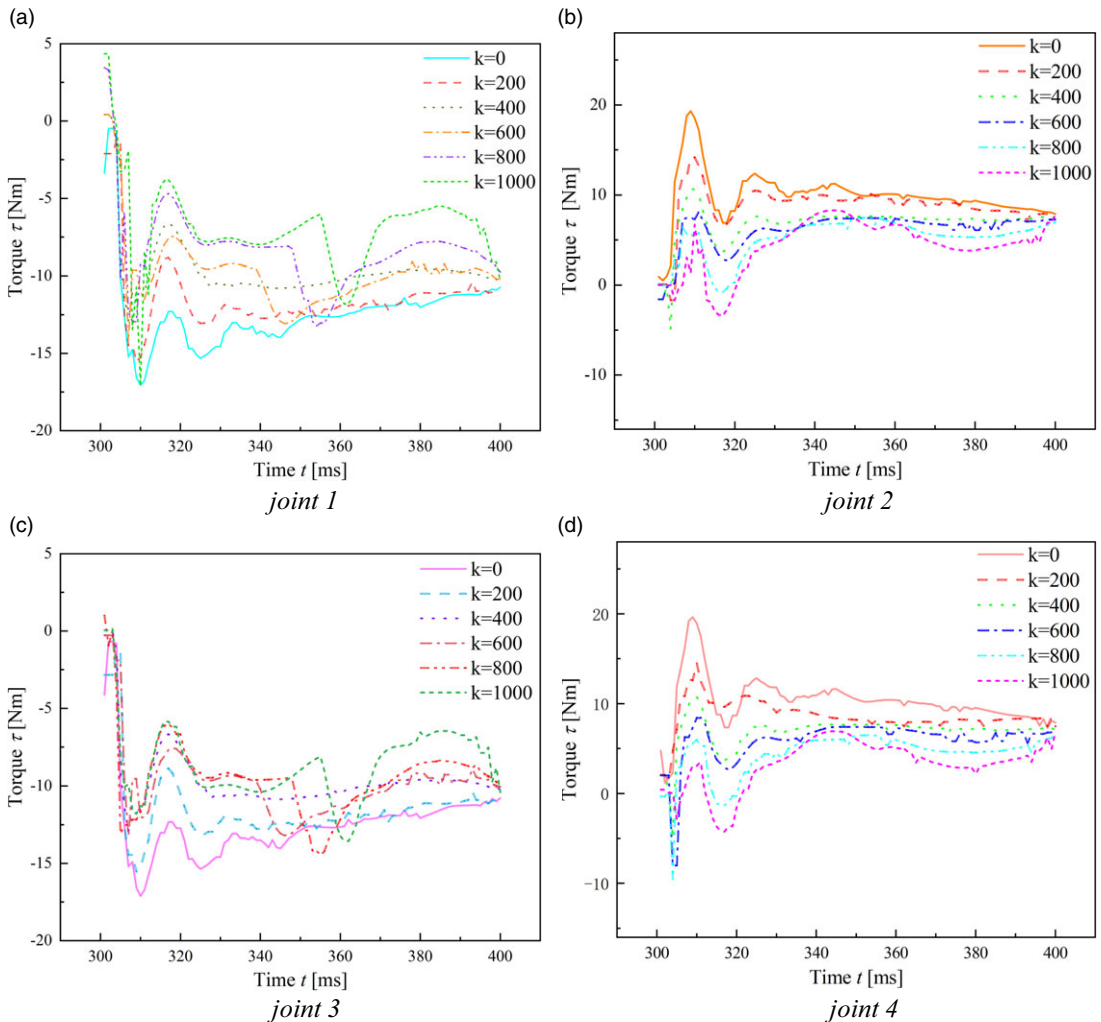 (a)
5
0
-5
-10
-15
-20
Torque τ [Nm]
k=0
k=200
k=400
k=600
k=800
k=1000
300 320 340 360 380 400
Time t [ms]
joint 1
(b)
20
10
0
-10
Torque τ [Nm]
k=0
k=200
k=400
k=600
k=800
k=1000
300 320 340 360 380 400
Time t [ms]
joint 2
(c)
5
0
-5
-10
-15
-20
Torque τ [Nm]
k=0
k=200
k=400
k=600
k=800
k=1000
300 320 340 360 380 400
Time t [ms]
joint 3
(d)
20
10
0
−10
Torque τ [Nm]
k=0
k=200
k=400
k=600
k=800
k=1000
300 320 340 360 380 400
Time t [ms]
joint 4